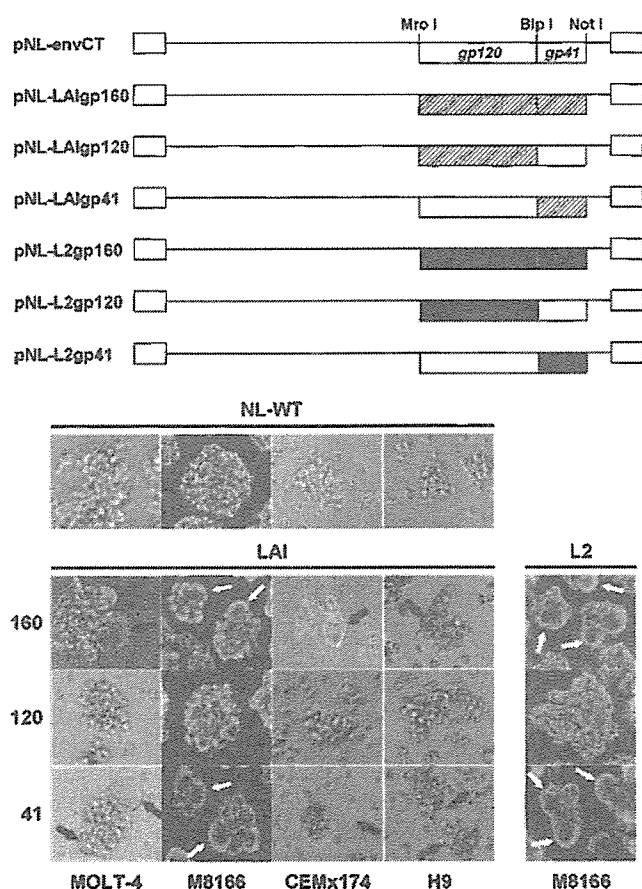 Mro I Blp I Not I
pNL-envCT gp120 gp41
pNL-LAIgp160
pNL-LAIgp120
pNL-LAIgp41
pNL-L2gp160
pNL-L2gp120
pNL-L2gp41
NL-WT
LAI L2
160
120
41
MOLT-4 M8166 CEMx174 H9 M8166